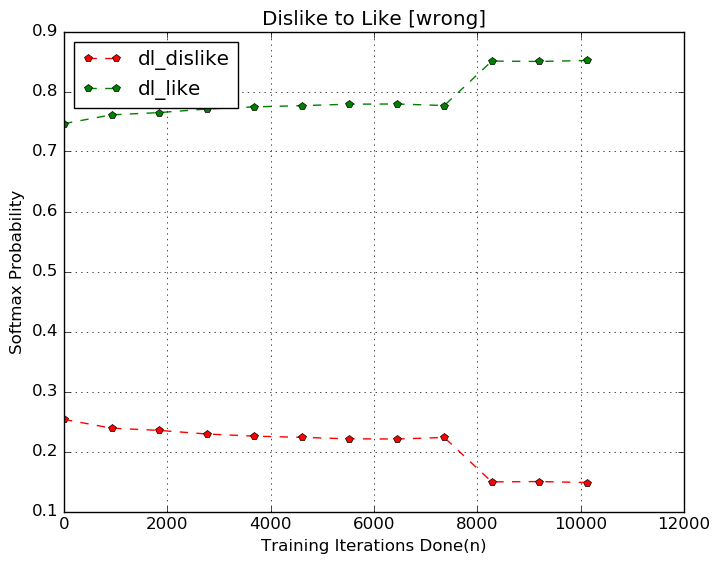 Dislike to Like [wrong]
dl_dislike
dl_like
0.9
0.8
0.7
0.6
0.5
0.4
0.3
0.2
0.1
Softmax Probability
0 2000 4000 6000 8000 10000 12000
Training Iterations Done(n)